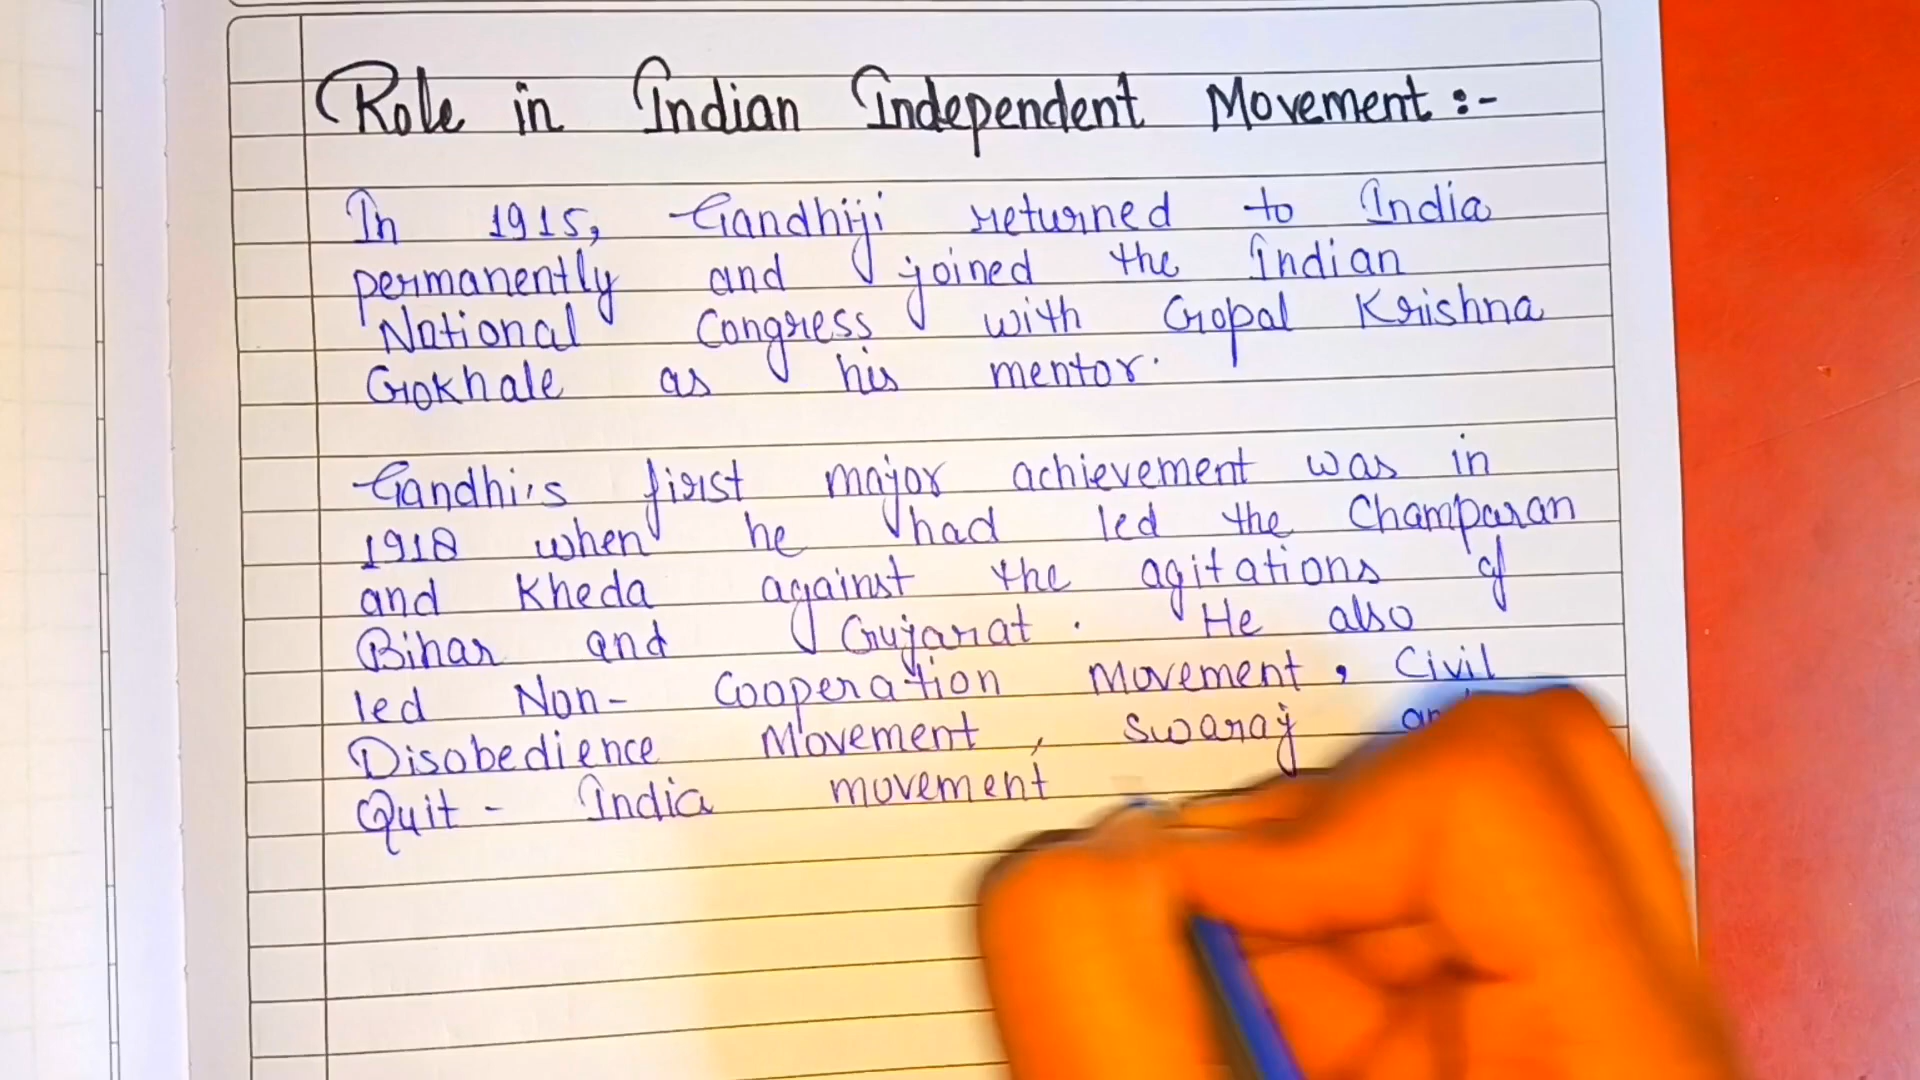 Role in Indian Independent Movement :-
In 1915, Gandhiji returned to India
permanently and joined the Indian
National Congress with Gopal Krishna
Gokhale as his mentor.
Gandhi's first major achievement was in
1918 when he had led the Champaran
and Kheda against the agitations of
Bihar and Gujarat. He also
led Non- Cooperation Movement, Civil
Disobedience Movement, swaraj
Quit - India movement